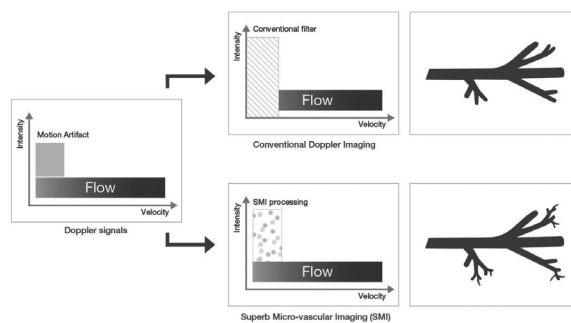 Intensity
Motion Artifact
Flow
Velocity
Doppler signals
Intensity
Conventional filter
Flow
Velocity
Conventional Doppler Imaging
Intensity
SMI processing
Flow
Velocity
Superb Micro-vascular Imaging (SMI)